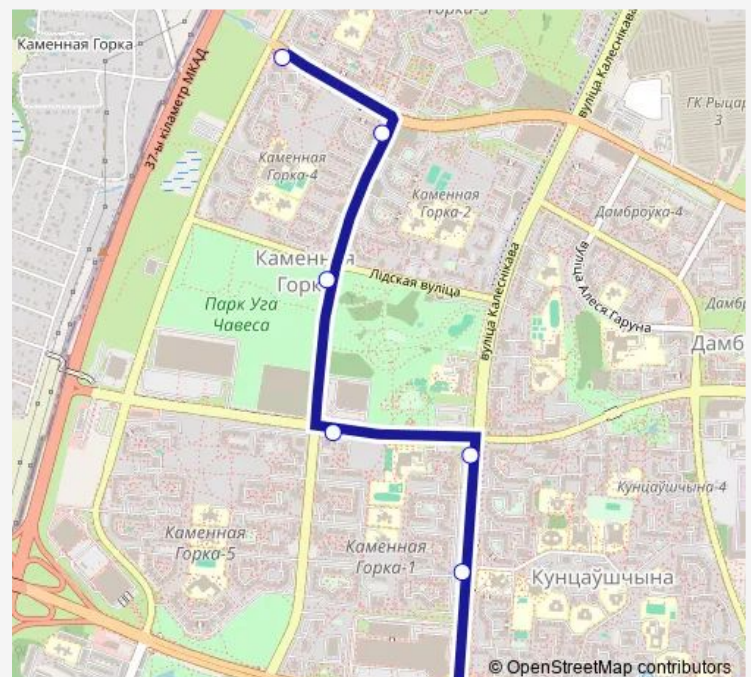 Горка-3
Каменная Горка
37-ы кіламетр МКАД
вуліца Калеснікава
ГК Рыцар
3
Каменная
Горка-4
Каменная
Горка-2
Дамброўка-4
вуліца Алеся Гаруна
Каменная
Горк
Лідская вуліца
вуліца Калеснікава
Парк Уга
Чавеса
Дамбр
Дамб
Кунцаўшчына-4
Каменная
Горка-5
Каменная
Горка-1
Кунцаўшчына
© OpenStreetMap contributors